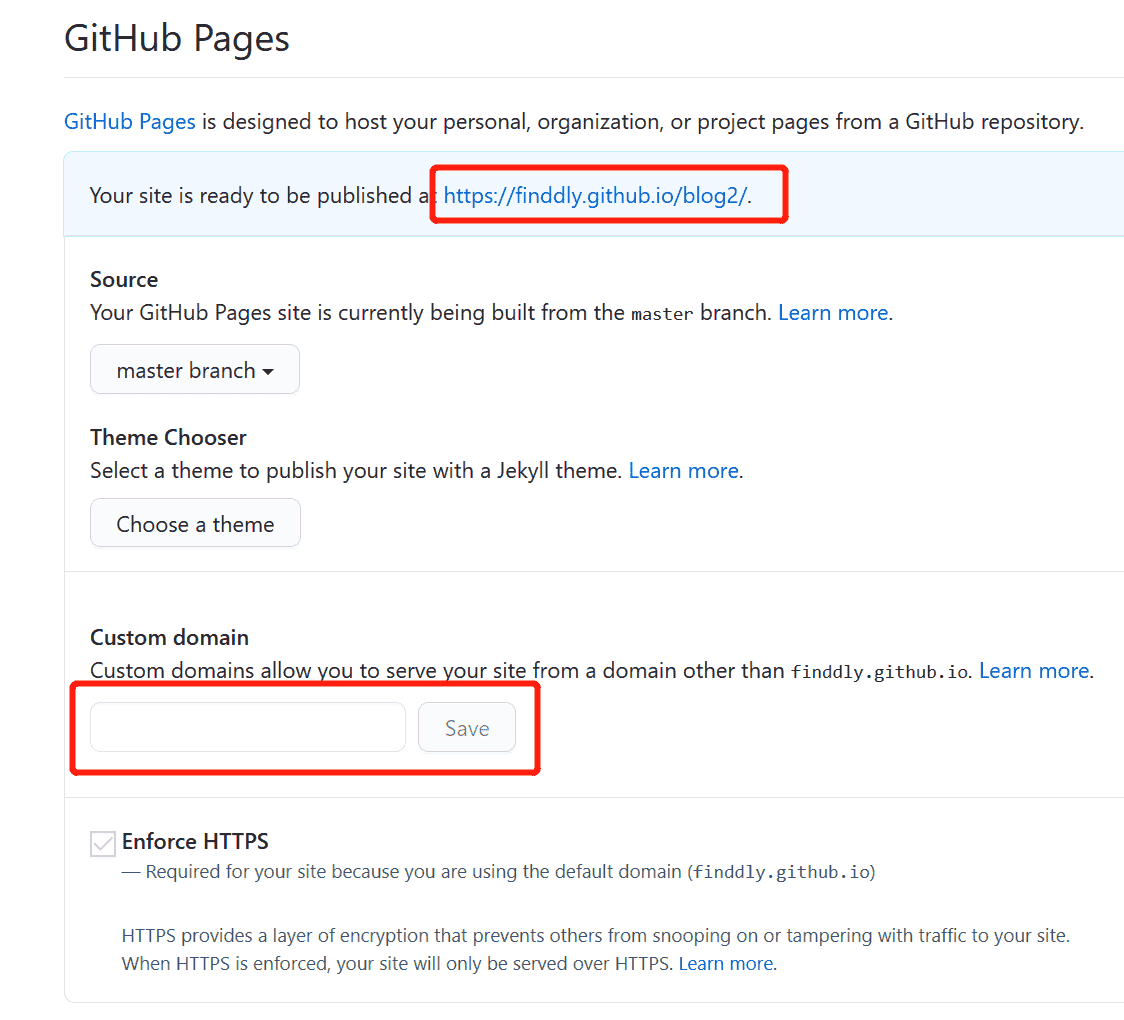 GitHub Pages
GitHub Pages is designed to host your personal, organization, or project pages from a GitHub repository.
Your site is ready to be published at https://finddly.github.io/blog2/.
Source
Your GitHub Pages site is currently being built from the master branch. Learn more.
master branch
Theme Chooser
Select a theme to publish your site with a Jekyll theme. Learn more.
Choose a theme
Custom domain
Custom domains allow you to serve your site from a domain other than finddly.github.io. Learn more.
Save
Enforce HTTPS
— Required for your site because you are using the default domain (finddly.github.io)
HTTPS provides a layer of encryption that prevents others from snooping on or tampering with traffic to your site.
When HTTPS is enforced, your site will only be served over HTTPS. Learn more.